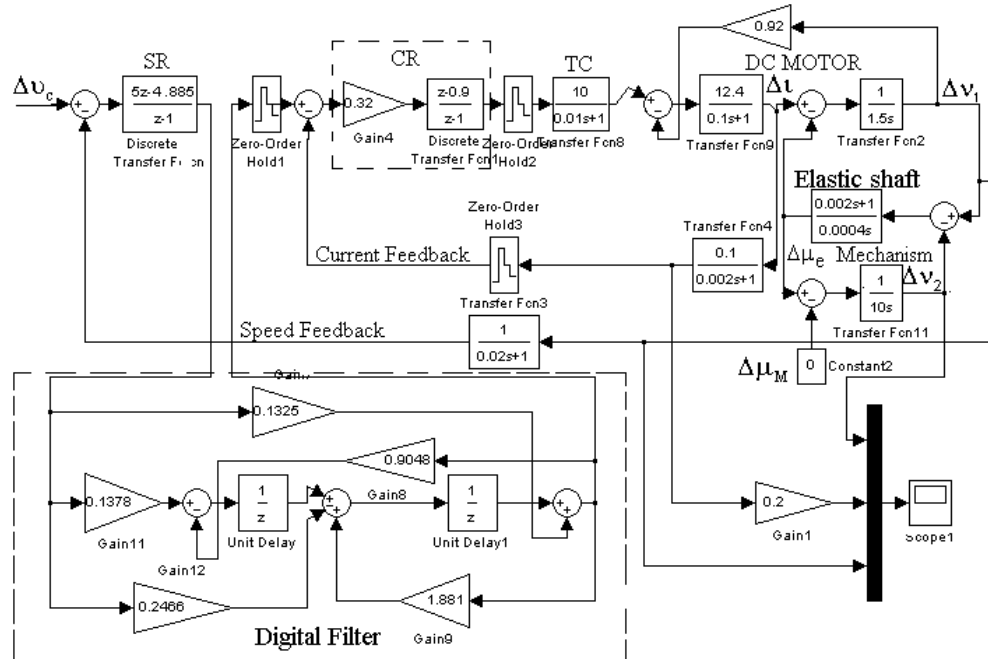 0.92
SR
CR
TC
DC MOTOR
Δυc
5z-4.885
z-1
Discrete
Transfer Fcn
Zero-Order
Hold1
0.32
Gain4
z-0.9
z-1
Discrete
Transfer Fcn1
Zero-Order
Hold2
10
0.01s+1
Transfer Fcn8
12.4
0.1s+1
Transfer Fcn9
Δι
1
1.5s
Transfer Fcn2
Δν1
Elastic shaft
0.002s+1
0.0004s
Zero-Order
Hold3
Current Feedback
Transfer Fcn3
Transfer Fcn4
0.1
0.002s+1
Δμe
Mechanism
1
10s
Transfer Fcn11
Δν2
Speed Feedback
1
0.02s+1
ΔμM
0
Constant2
0.1325
0.9048
Gain8
0.1378
Gain11
Gain12
1
z
Unit Delay
1
z
Unit Delay1
0.2466
1.881
Gain9
Digital Filter
0.2
Gain1
Scope1